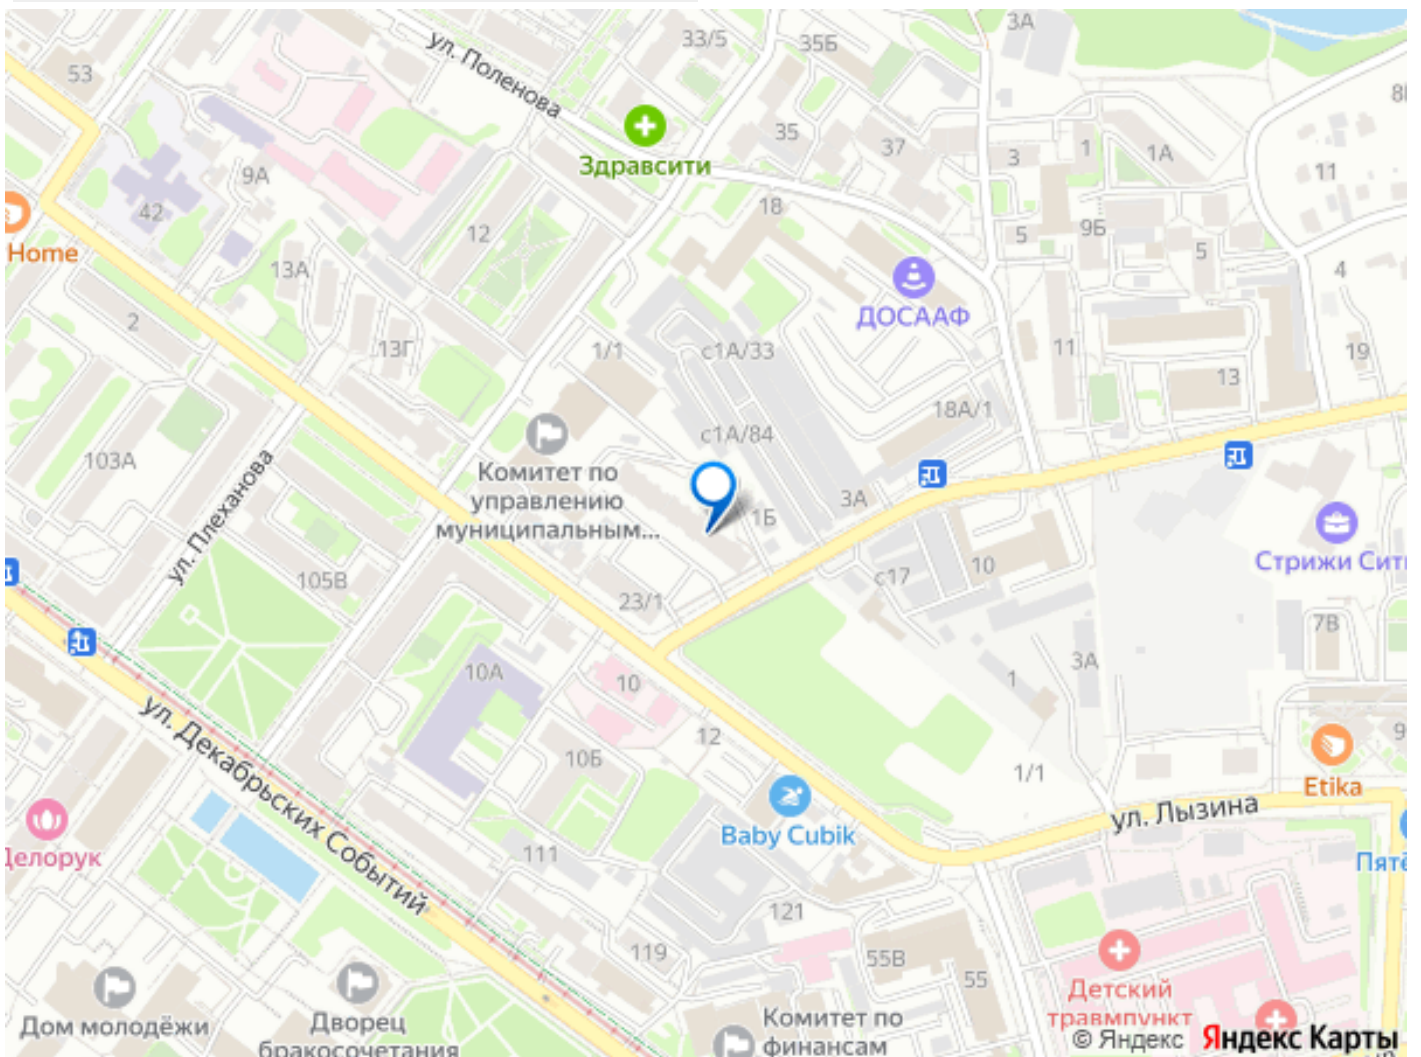 3А
33/5
35Б
ул. Поленова
53
35
37
3
1
1А
Здравсити
9А
11
42
18
12
5
9Б
5
Home
13А
ДОСААФ
4
2
13Г
1/1
с1А/33
11
19
13
18А/1
с1А/84
103А
Комитет по
управлению
муниципальным...
ул. Плеханова
1Б
3А
Стрижи Сити
105В
с17
10
23/1
7В
10А
10
1
3А
ул. Декабрьских Событий
12
10Б
1/1
Etika
Baby Cubik
ул. Лызина
111
121
119
55В
55
Детский
травмпункт
Дом молодёжи
Дворец
бракосочетания
Комитет по
финансам
© Яндекс Яндекс Карты